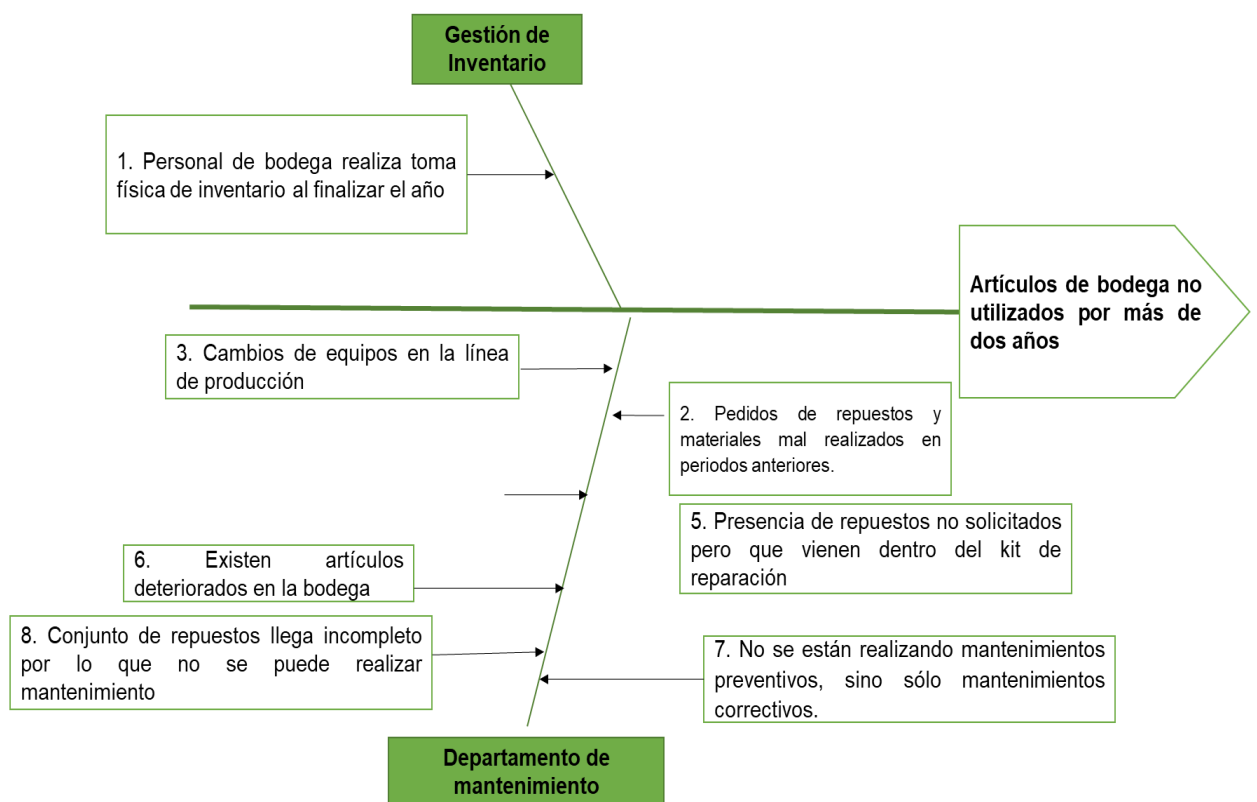 Gestión de
Inventario
1. Personal de bodega realiza toma
física de inventario al finalizar el año
Artículos de bodega no
utilizados por más de
dos años
3. Cambios de equipos en la línea
de producción
2. Pedidos de repuestos y
materiales mal realizados en
periodos anteriores.
5. Presencia de repuestos no solicitados
pero que vienen dentro del kit de
reparación
6. Existen artículos
deteriorados en la bodega
8. Conjunto de repuestos llega incompleto
por lo que no se puede realizar
mantenimiento
7. No se están realizando mantenimientos
preventivos, sino sólo mantenimientos
correctivos.
Departamento de
mantenimiento